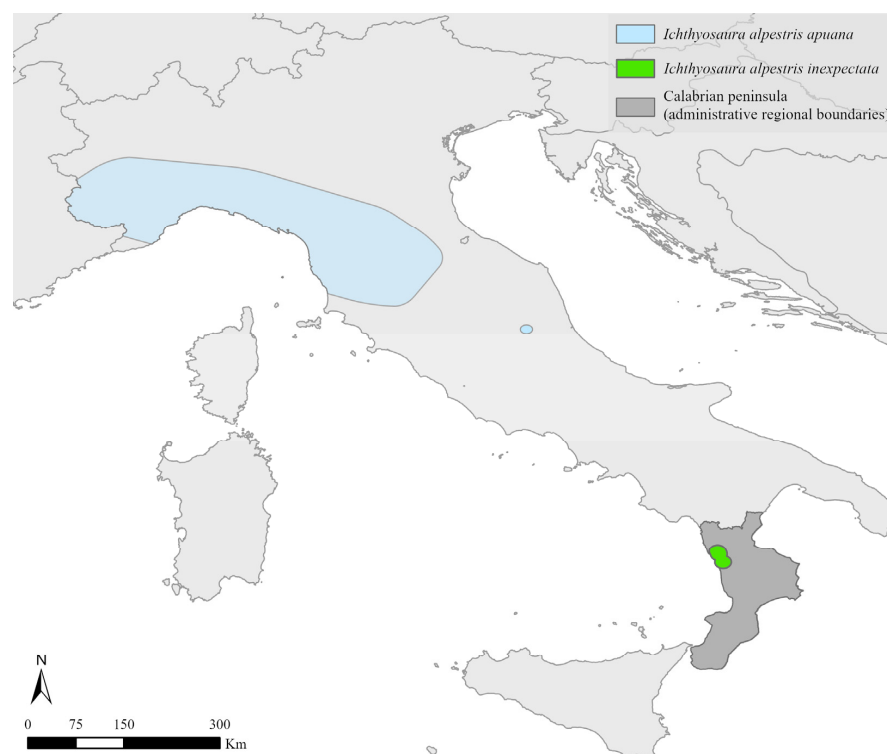 Ichthyosaura alpestris apuana
Ichthyosaura alpestris inexpectata
Calabrian peninsula
(administrative regional boundaries)
N
0 75 150 300
Km